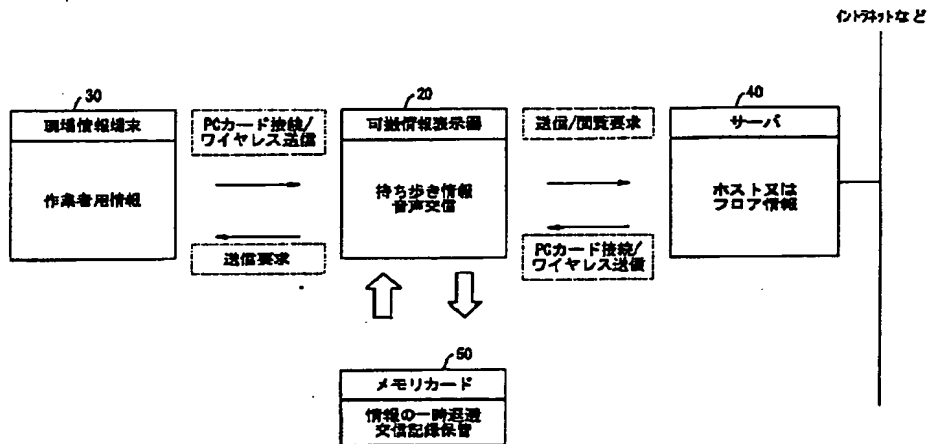 イントラネットなど
30
現場情報端末
作業者用情報
PCカード接続/
ワイヤレス送信
送信要求
20
可搬情報表示器
持ち歩き情報
音声交信
送信/閲覧要求
PCカード接続/
ワイヤレス送信
40
サーバ
ホスト又は
フロア情報
50
メモリカード
情報の一時退避
交信記録保管